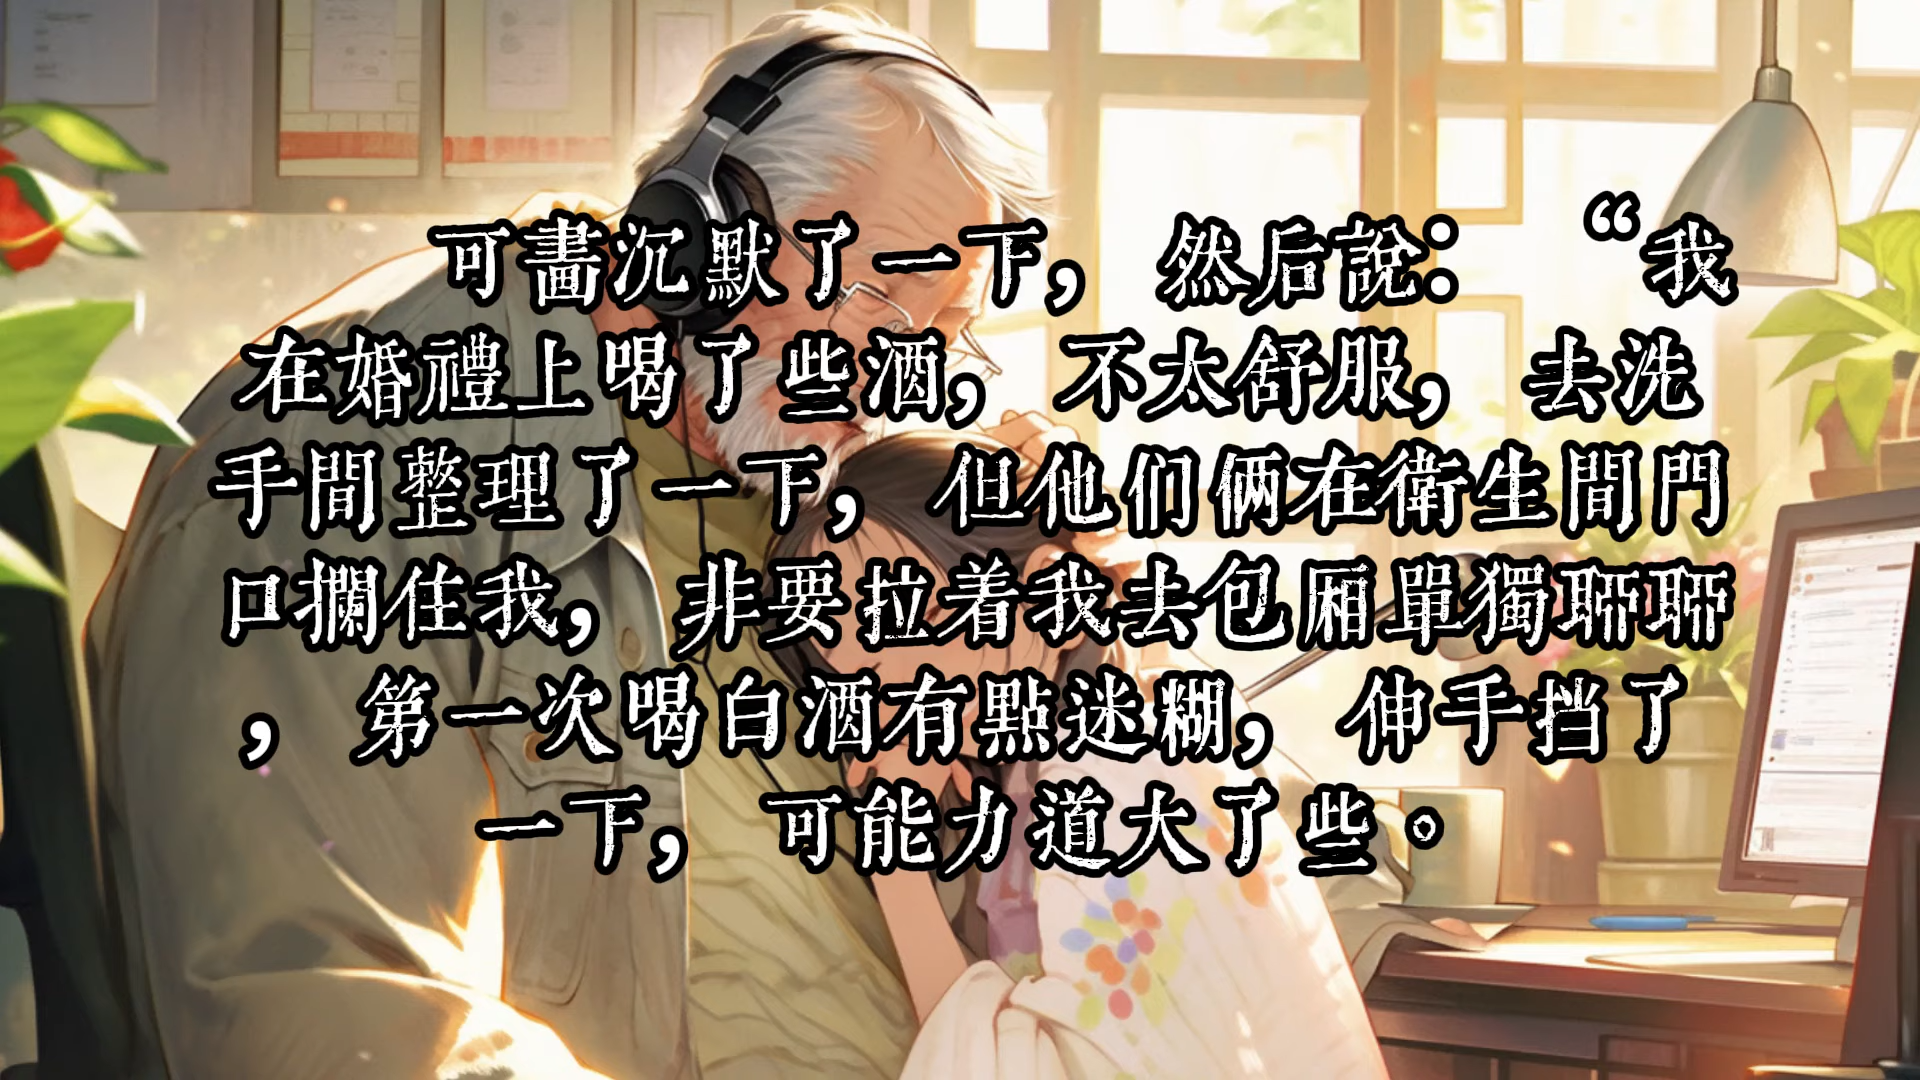 可畵沉默了一下，然后說：“我
在婚禮上喝了些酒，不太舒服，去洗
手間整理了一下，但他们俩在衛生間門
口攔住我，非要拉着我去包厢單獨聊聊
，第一次喝白酒有點迷糊，伸手挡了
一下，可能力道大了些。